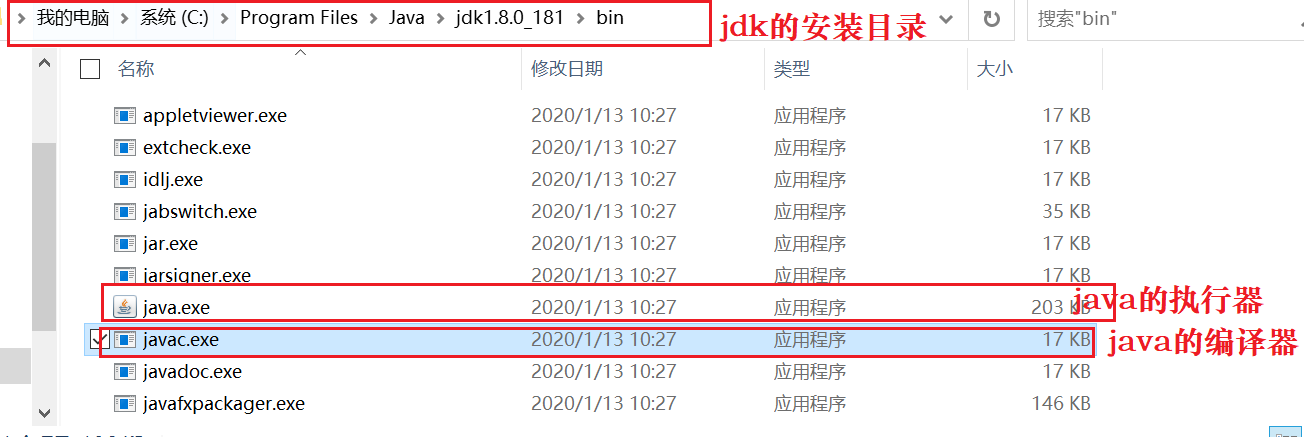 我的电脑 > 系统 (C:) > Program Files > Java > jdk1.8.0_181 > bin
jdk的安装目录
搜索"bin"
名称 修改日期 类型 大小
appletviewer.exe 2020/1/13 10:27 应用程序 17 KB
extcheck.exe 2020/1/13 10:27 应用程序 17 KB
idlj.exe 2020/1/13 10:27 应用程序 17 KB
jabswitch.exe 2020/1/13 10:27 应用程序 35 KB
jar.exe 2020/1/13 10:27 应用程序 17 KB
jarsigner.exe 2020/1/13 10:27 应用程序 17 KB
java.exe 2020/1/13 10:27 应用程序 203 KB
java的执行器
javac.exe 2020/1/13 10:27 应用程序 17 KB
java的编译器
javadoc.exe 2020/1/13 10:27 应用程序 17 KB
javafxpackager.exe 2020/1/13 10:27 应用程序 146 KB